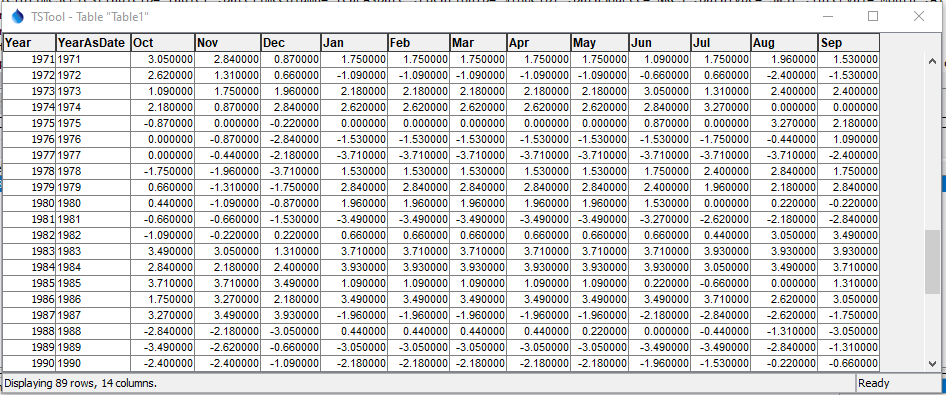 TSTool - Table "Table1"
Year YearAsDate Oct Nov Dec Jan Feb Mar Apr May Jun Jul Aug Sep
1971 1971 3.050000 2.840000 0.870000 1.750000 1.750000 1.750000 1.750000 1.750000 1.090000 1.750000 1.960000 1.530000
1972 1972 2.620000 1.310000 0.660000 -1.090000 -1.090000 -1.090000 -1.090000 -1.090000 -0.660000 0.660000 -2.400000 -1.530000
1973 1973 1.090000 1.750000 1.960000 2.180000 2.180000 2.180000 2.180000 2.180000 3.050000 1.310000 2.400000 2.400000
1974 1974 2.180000 0.870000 2.840000 2.620000 2.620000 2.620000 2.620000 2.620000 2.840000 3.270000 0.000000 0.000000
1975 1975 -0.870000 0.000000 -0.220000 0.000000 0.000000 0.000000 0.000000 0.000000 0.870000 0.000000 3.270000 2.180000
1976 1976 0.000000 -0.870000 -2.840000 -1.530000 -1.530000 -1.530000 -1.530000 -1.530000 -1.530000 -1.750000 -0.440000 1.090000
1977 1977 0.000000 -0.440000 -2.180000 -3.710000 -3.710000 -3.710000 -3.710000 -3.710000 -3.710000 -3.710000 -3.710000 -2.400000
1978 1978 -1.750000 -1.960000 -3.710000 1.530000 1.530000 1.530000 1.530000 1.530000 1.750000 2.400000 2.840000 1.750000
1979 1979 0.660000 -1.310000 -1.750000 2.840000 2.840000 2.840000 2.840000 2.840000 2.400000 1.960000 2.180000 2.840000
1980 1980 0.440000 -1.090000 -0.870000 1.960000 1.960000 1.960000 1.960000 1.960000 1.530000 0.000000 0.220000 -0.220000
1981 1981 -0.660000 -0.660000 -1.530000 -3.490000 -3.490000 -3.490000 -3.490000 -3.490000 -3.270000 -2.620000 -2.180000 -2.840000
1982 1982 -1.090000 -0.220000 0.220000 0.660000 0.660000 0.660000 0.660000 0.660000 0.660000 0.440000 3.050000 3.490000
1983 1983 3.490000 3.050000 1.310000 3.710000 3.710000 3.710000 3.710000 3.710000 3.930000 3.930000 3.930000 3.930000
1984 1984 2.840000 2.180000 2.400000 3.930000 3.930000 3.930000 3.930000 3.930000 3.930000 3.050000 3.490000 3.710000
1985 1985 3.710000 3.710000 3.490000 1.090000 1.090000 1.090000 1.090000 1.090000 0.220000 -0.660000 0.000000 1.310000
1986 1986 1.750000 3.270000 2.180000 3.490000 3.490000 3.490000 3.490000 3.490000 3.490000 3.710000 2.620000 3.050000
1987 1987 3.270000 3.490000 3.930000 -1.960000 -1.960000 -1.960000 -1.960000 -1.960000 -2.180000 -2.840000 -2.620000 -1.750000
1988 1988 -2.840000 -2.180000 -3.050000 0.440000 0.440000 0.440000 0.440000 0.220000 0.000000 -0.440000 -1.310000 -3.050000
1989 1989 -3.490000 -2.620000 -0.660000 -3.050000 -3.050000 -3.050000 -3.050000 -3.050000 -3.490000 -3.490000 -2.840000 -1.310000
1990 1990 -2.400000 -2.400000 -1.090000 -2.180000 -2.180000 -2.180000 -2.180000 -2.180000 -1.960000 -1.530000 -0.220000 -0.660000
Displaying 89 rows, 14 columns. Ready